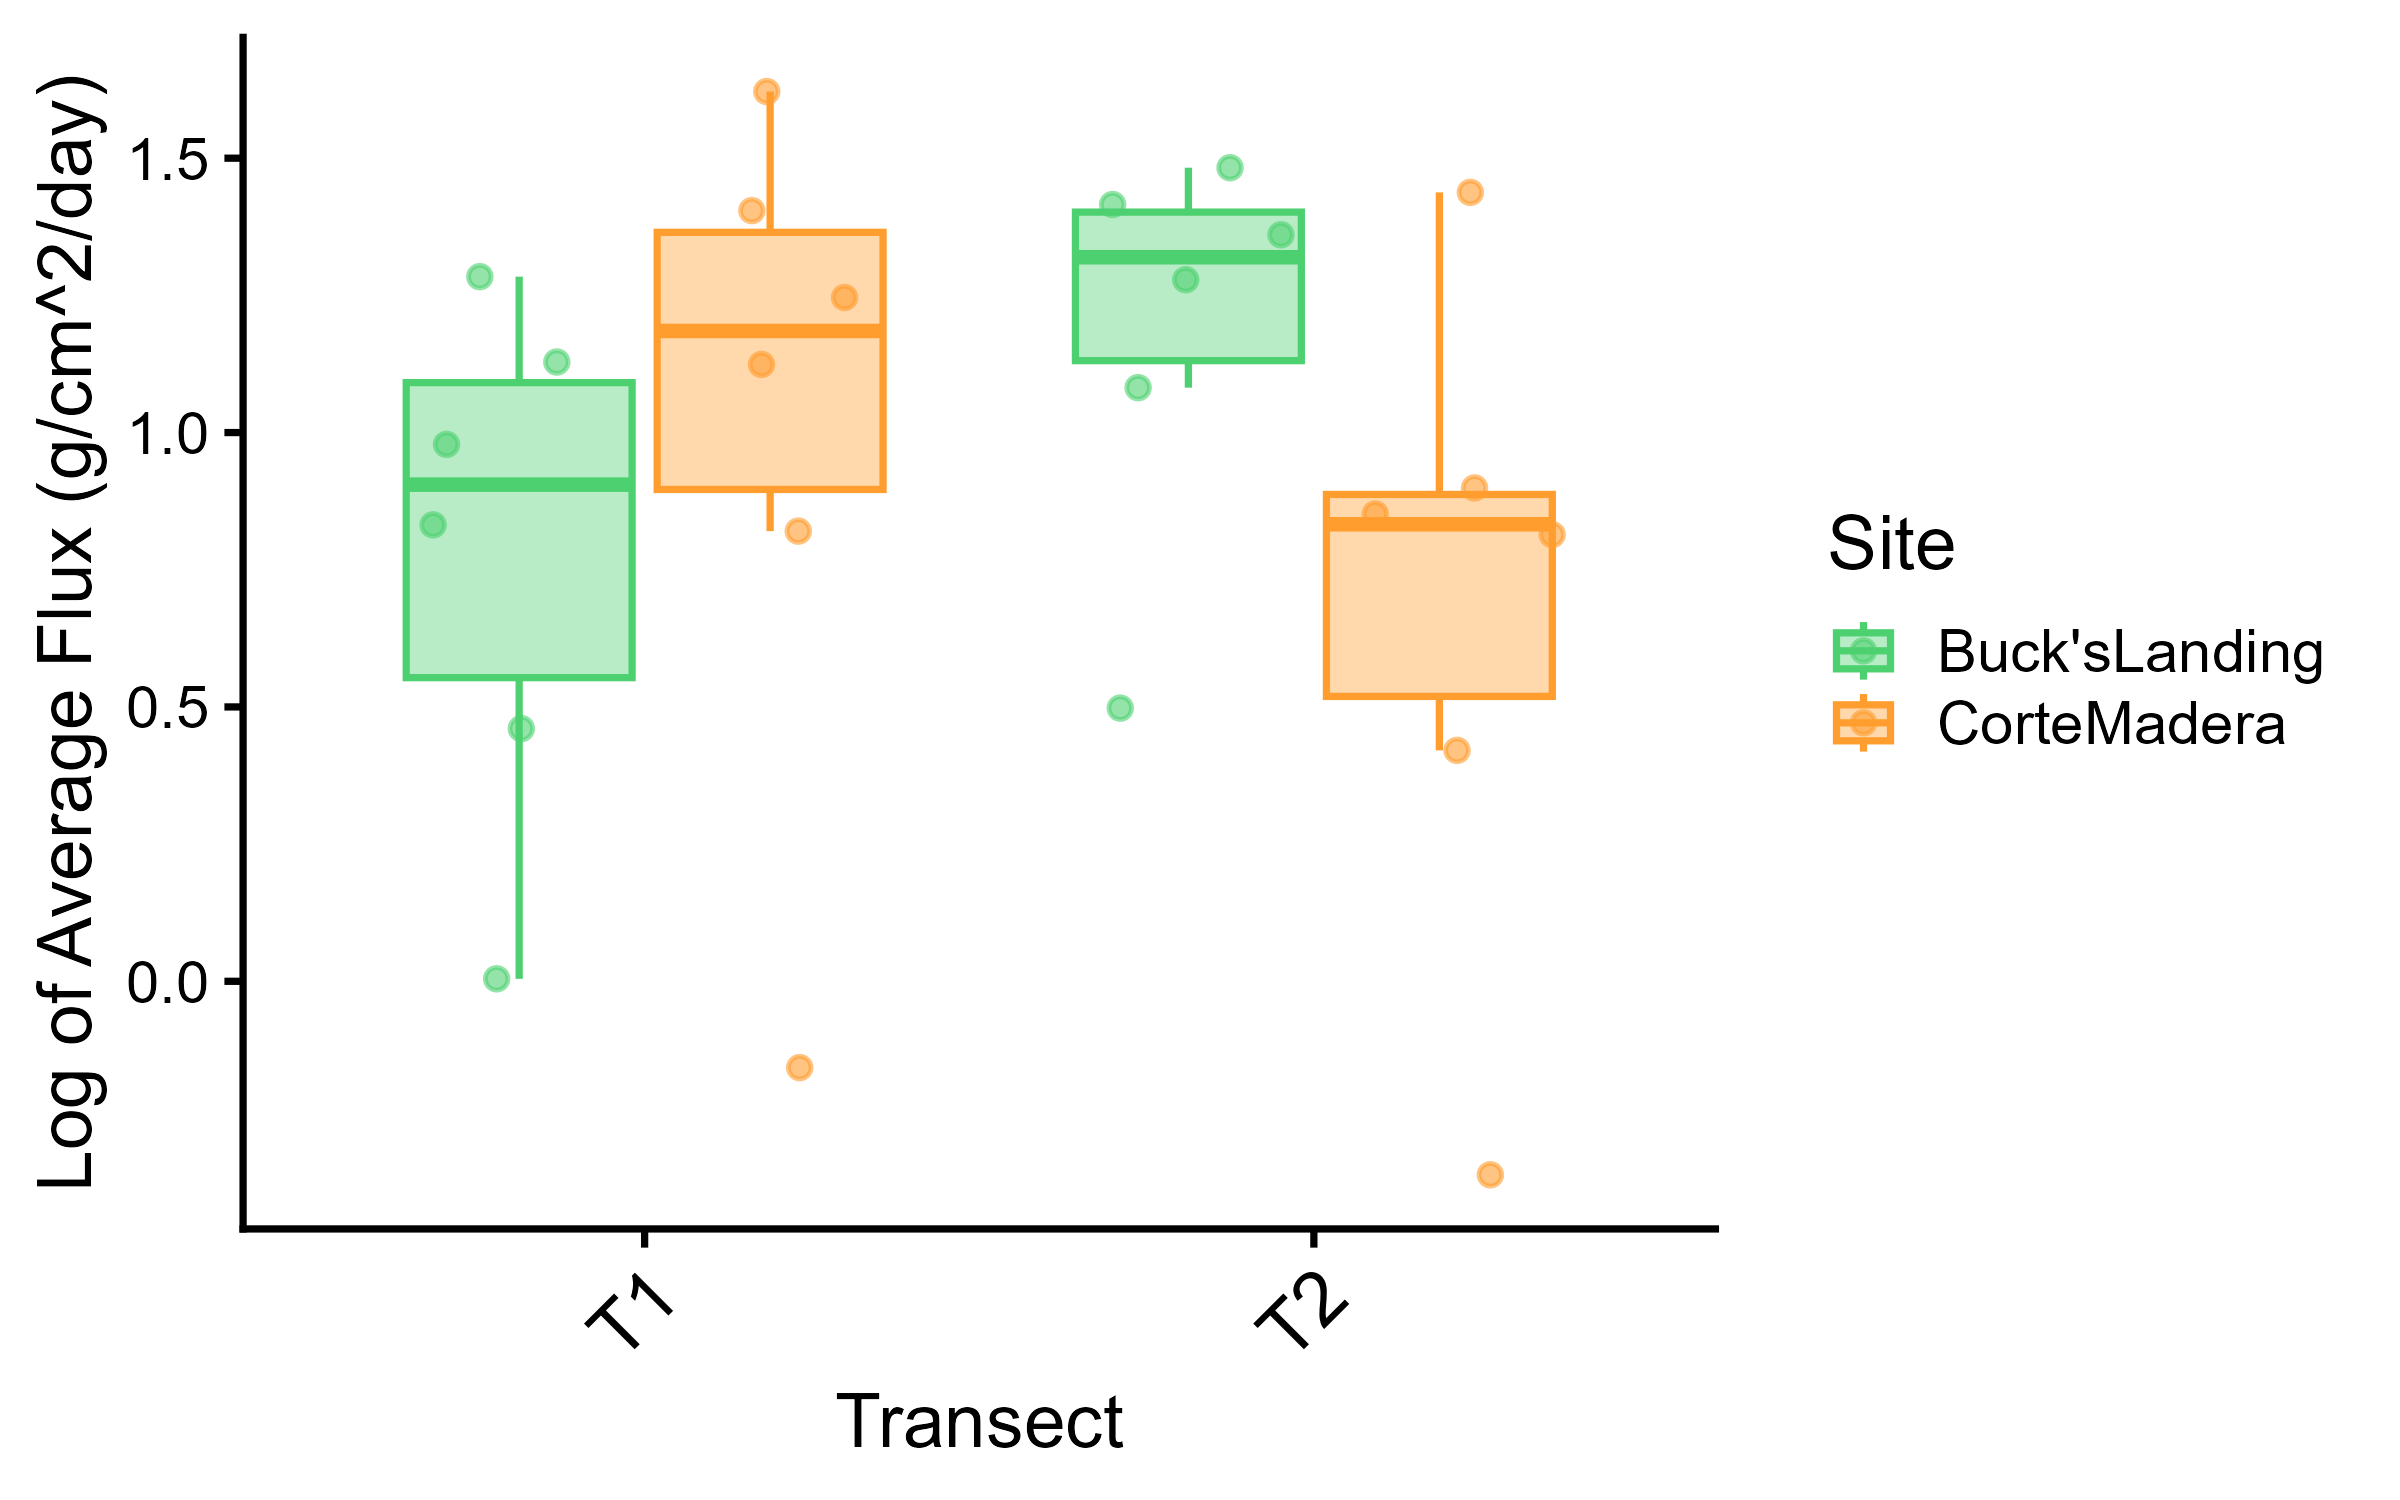 Log of Average Flux (g/cm^2/day)
1.5
1.0
0.5
0.0
T1
T2
Transect
Site
Buck'sLanding
CorteMadera